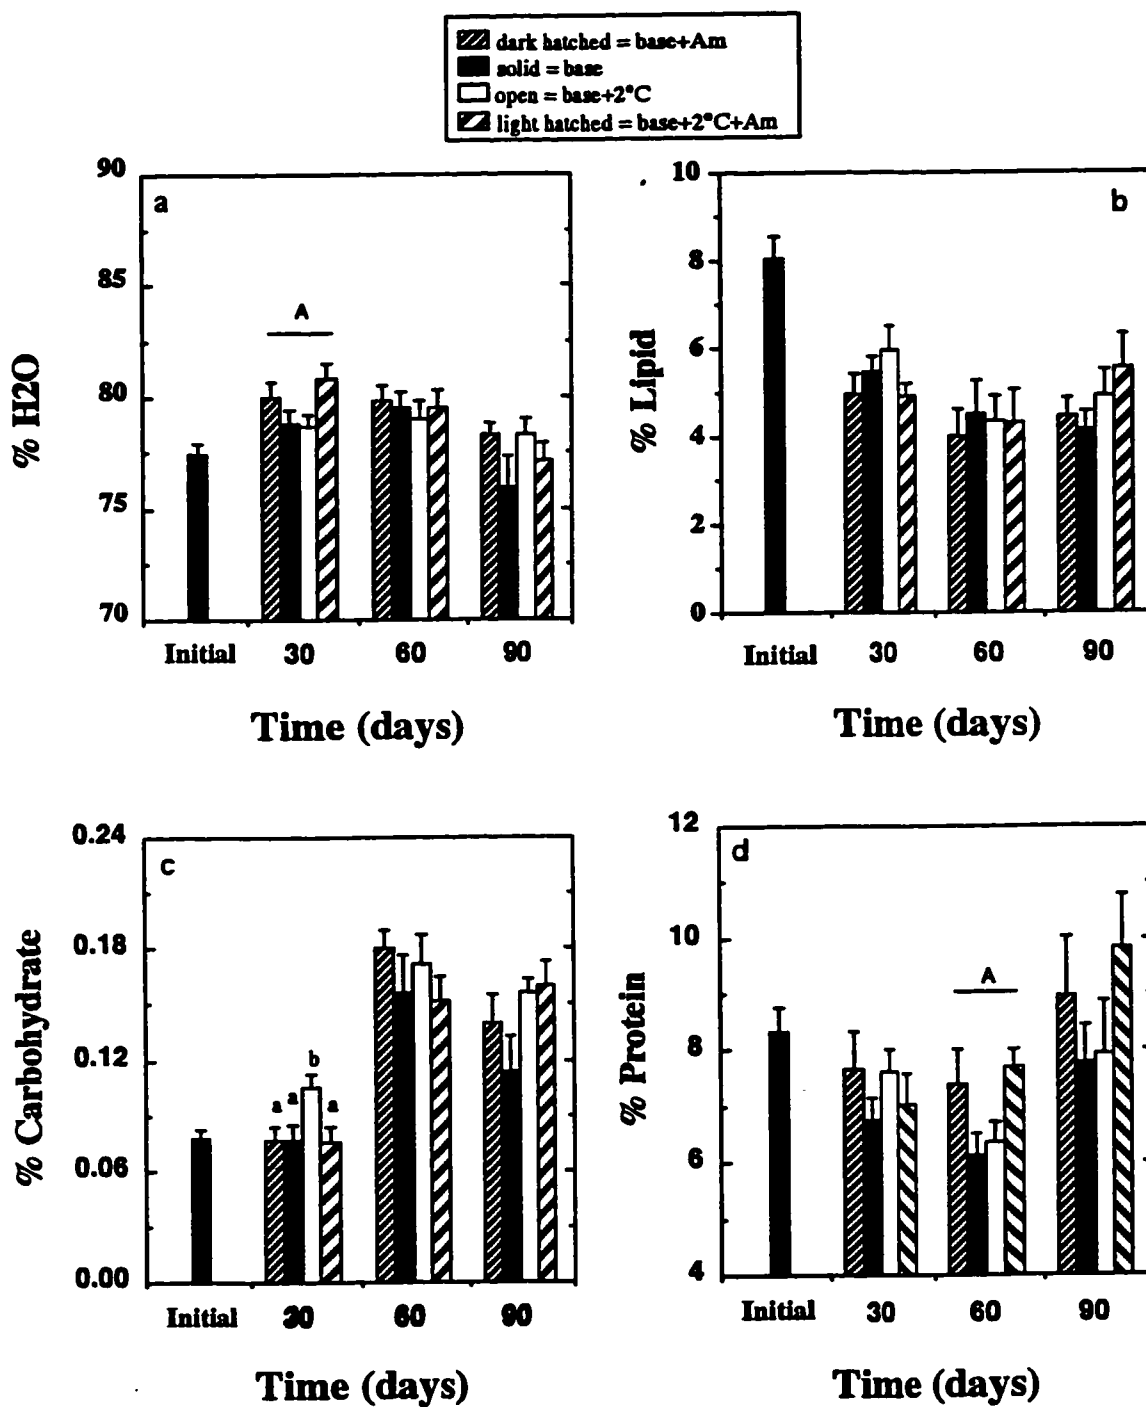 dark hatched = base+Am
solid = base
open = base+2°C
light hatched = base+2°C+Am
a
90
85
80
75
70
% H2O
A
Initial 30 60 90
Time (days)
b
10
8
6
4
2
0
% Lipid
Initial 30 60 90
Time (days)
c
0.24
0.18
0.12
0.06
0.00
% Carbohydrate
a a b a
Initial 30 60 90
Time (days)
d
12
10
8
6
4
% Protein
A
Initial 30 60 90
Time (days)